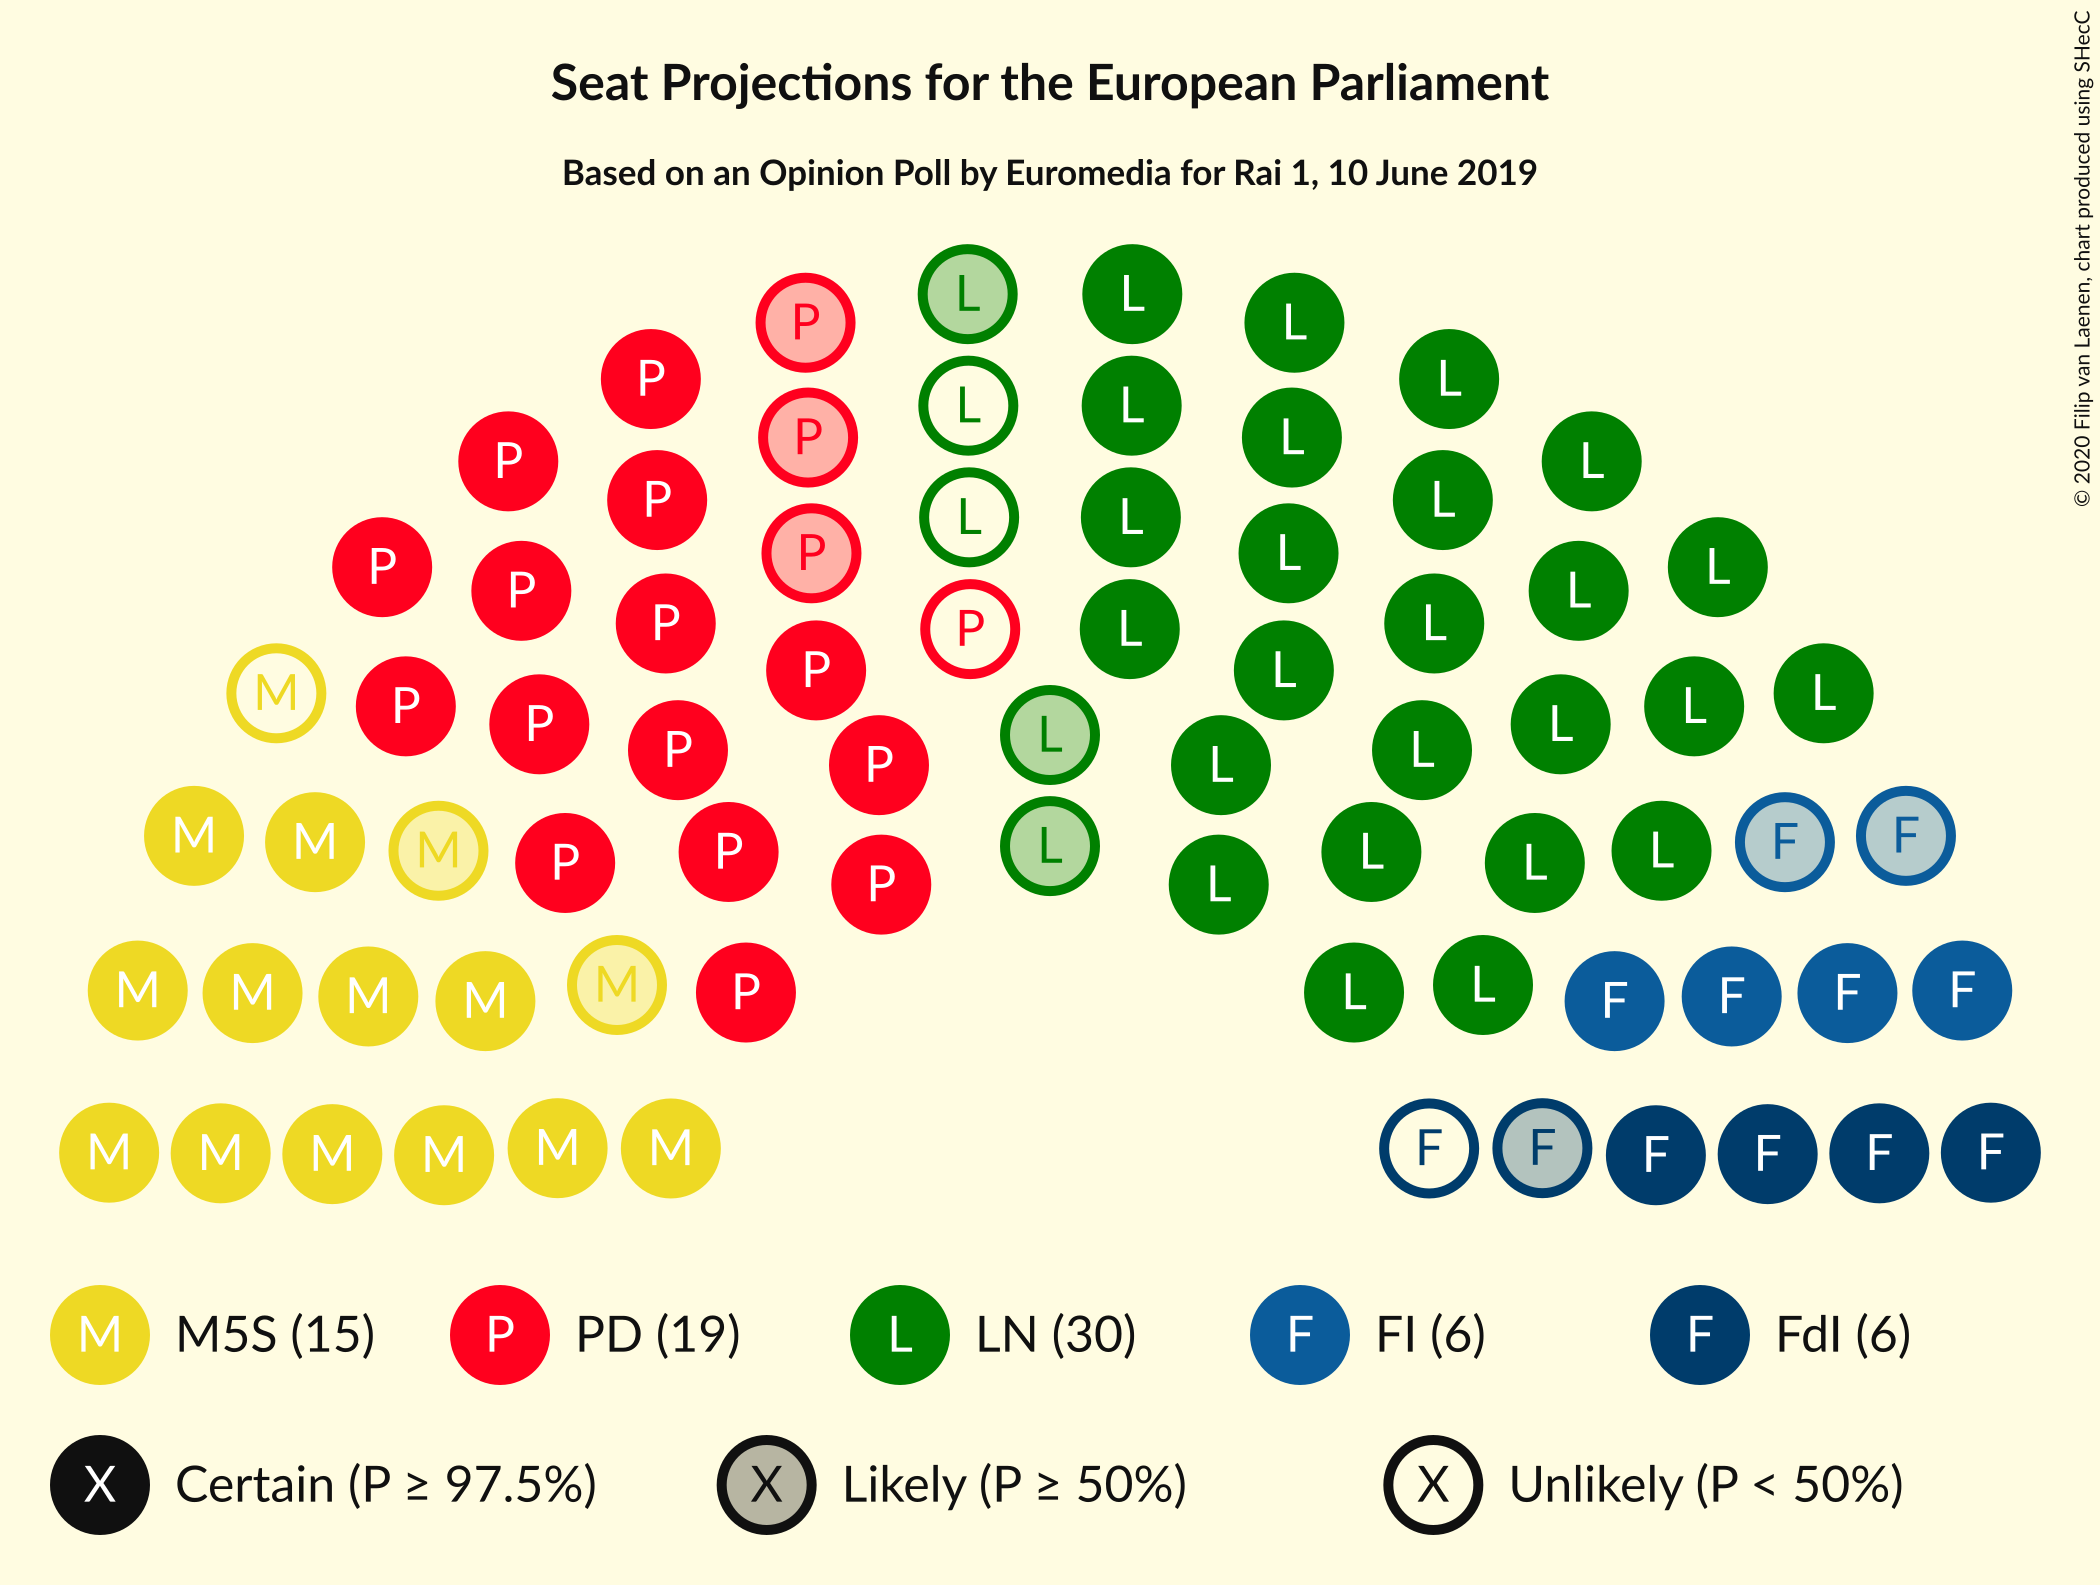 Seat Projections for the European Parliament
Based on an Opinion Poll by Euromedia for Rai 1, 10 June 2019
© 2020 Filip van Laenen, chart produced using SHecC
L L
P L
P L
L L
P L
P L
P L
P L
L L
P L
P L
P L
P L
P P L L
M P L L
P P L L
P L L
P L L
P L
M M M P P P L L L L L F F
M M M M M P L L F F F F
M M M M M M F F F F F F
M M5S (15) P PD (19) L LN (30) F FI (6) F FdI (6)
X Certain (P ≥ 97.5%) X Likely (P ≥ 50%) X Unlikely (P < 50%)